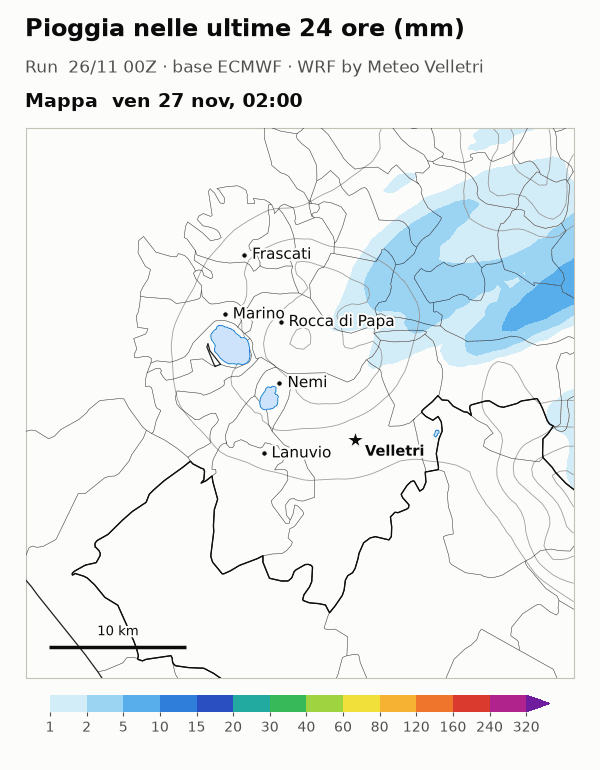 Pioggia nelle ultime 24 ore (mm)
Run  26/11 00Z · base ECMWF · WRF by Meteo Velletri
Mappa  ven 27 nov, 02:00
Frascati
Marino
Rocca di Papa
Nemi
Velletri
Lanuvio
10 km
1 2 5 10 15 20 30 40 60 80 120 160 240 320